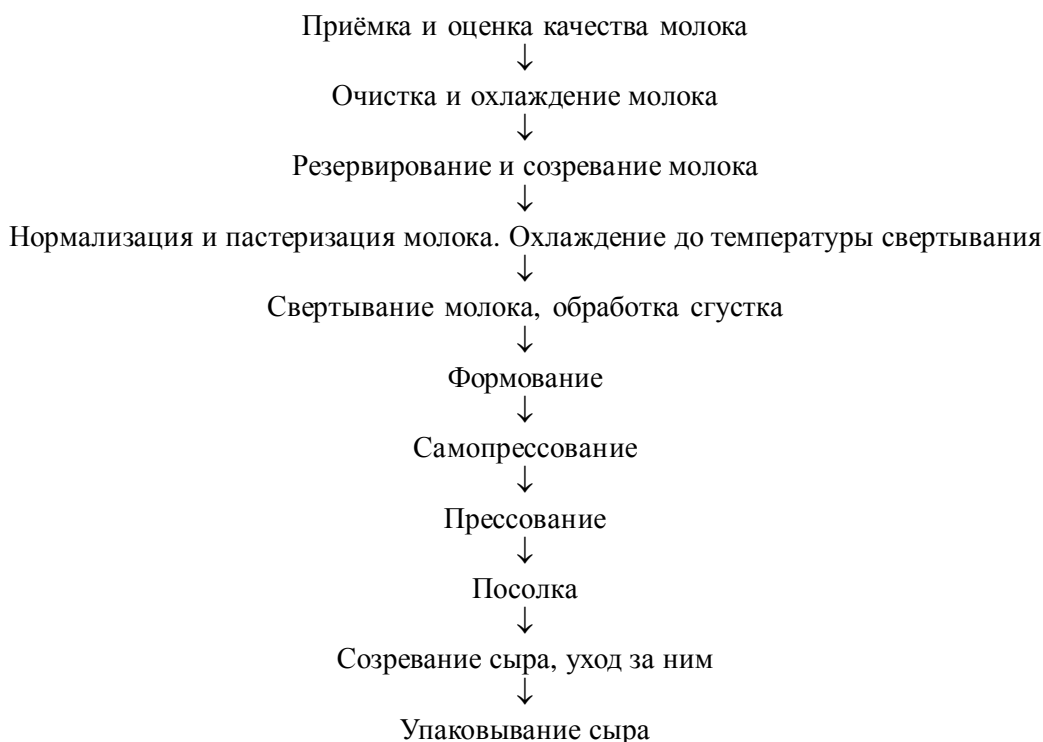 Приёмка и оценка качества молока
↓
Очистка и охлаждение молока
↓
Резервирование и созревание молока
↓
Нормализация и пастеризация молока. Охлаждение до температуры свертывания
↓
Свертывание молока, обработка сгустка
↓
Формование
↓
Самопрессование
↓
Прессование
↓
Посолка
↓
Созревание сыра, уход за ним
↓
Упаковывание сыра